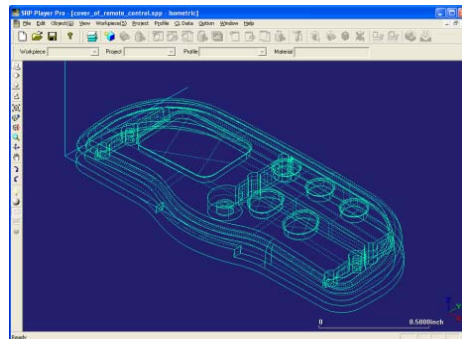 SRP Player Pro - [cover_of_remote_control.spp - Isometric]
File Edit Object(s) View Workpiece(S) Project Profile CL Data Option Window Help
Workpiece Project Profile Material
0 0.5000inch
Ready